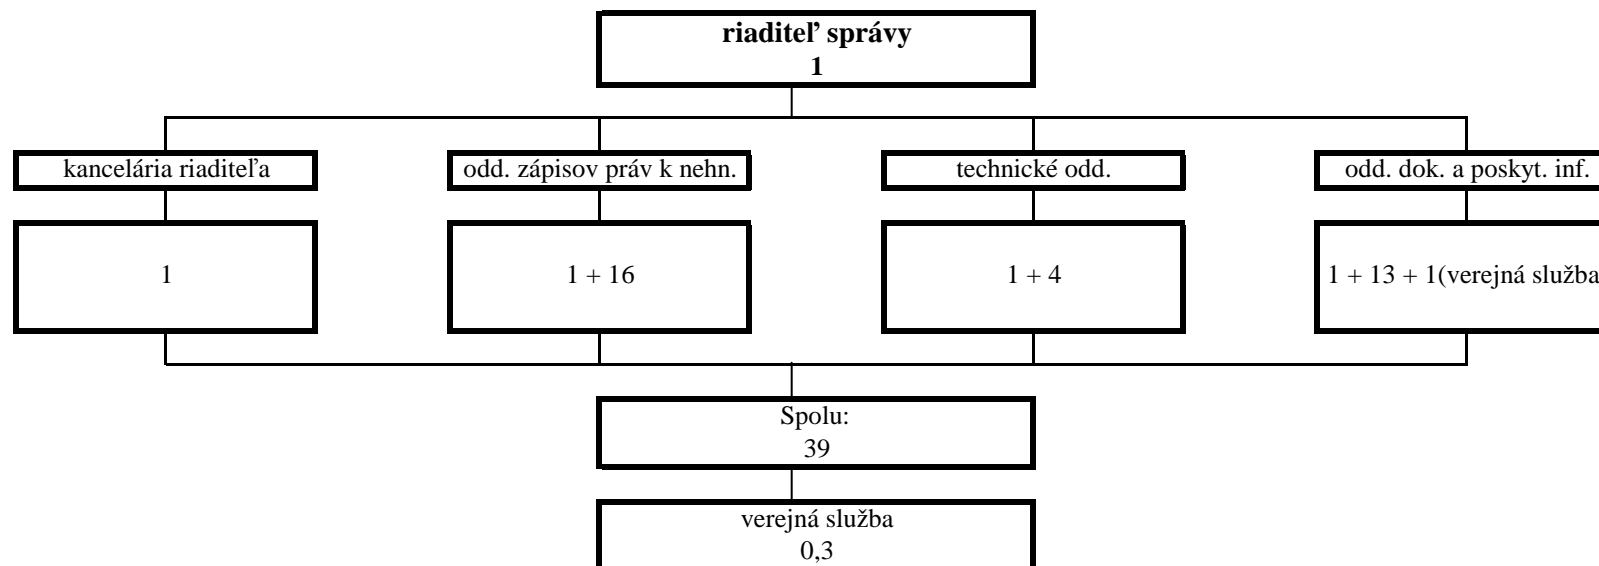 riaditeľ správy
1
kancelária riaditeľa
odd. zápisov práv k nehn.
technické odd.
odd. dok. a poskyt. inf.
1
1 + 16
1 + 4
1 + 13 + 1(verejná služba
Spolu:
39
verejná služba
0,3